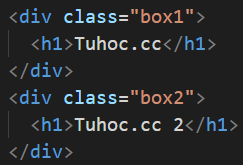 <div class="box1">
  <h1>Tuhoc.cc</h1>
</div>
<div class="box2">
  <h1>Tuhoc.cc 2</h1>
</div>